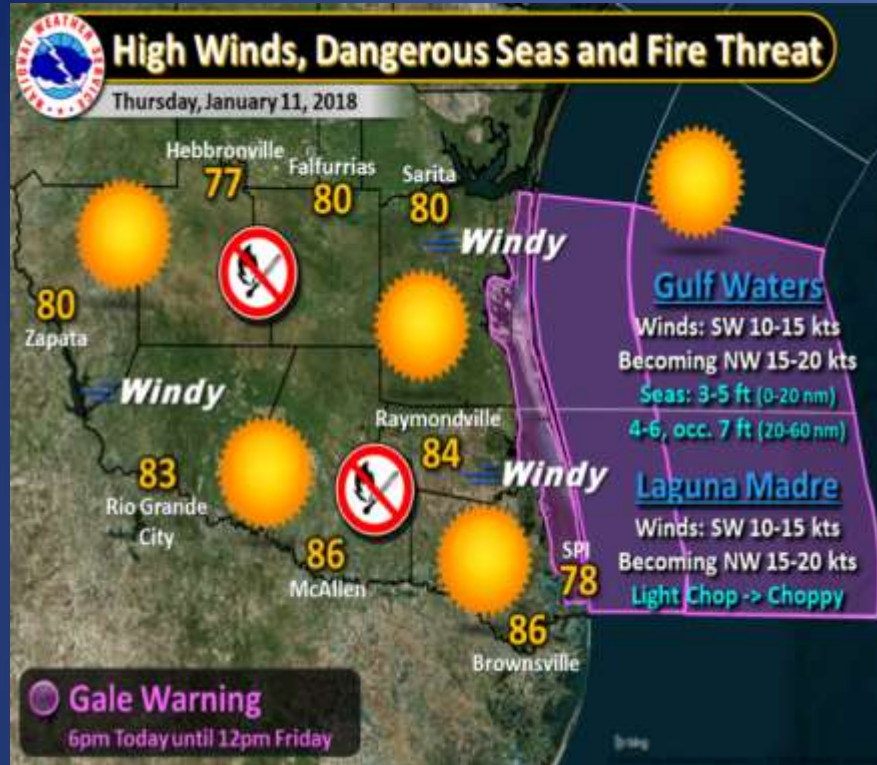 NATIONAL WEATHER SERVICE
High Winds, Dangerous Seas and Fire Threat
Thursday, January 11, 2018
Hebbronville
77
Falfurrias
80
Sarita
80
Windy
80
Zapata
Windy
Gulf Waters
Winds: SW 10-15 kts
Becoming NW 15-20 kts
Seas: 3-5 ft (0-20 nm)
4-6, occ. 7 ft (20-60 nm)
Raymondville
84
Windy
83
Rio Grande
City
86
McAllen
SPI
78
86
Brownsville
Laguna Madre
Winds: SW 10-15 kts
Becoming NW 15-20 kts
Light Chop -> Choppy
Gale Warning
6pm Today until 12pm Friday